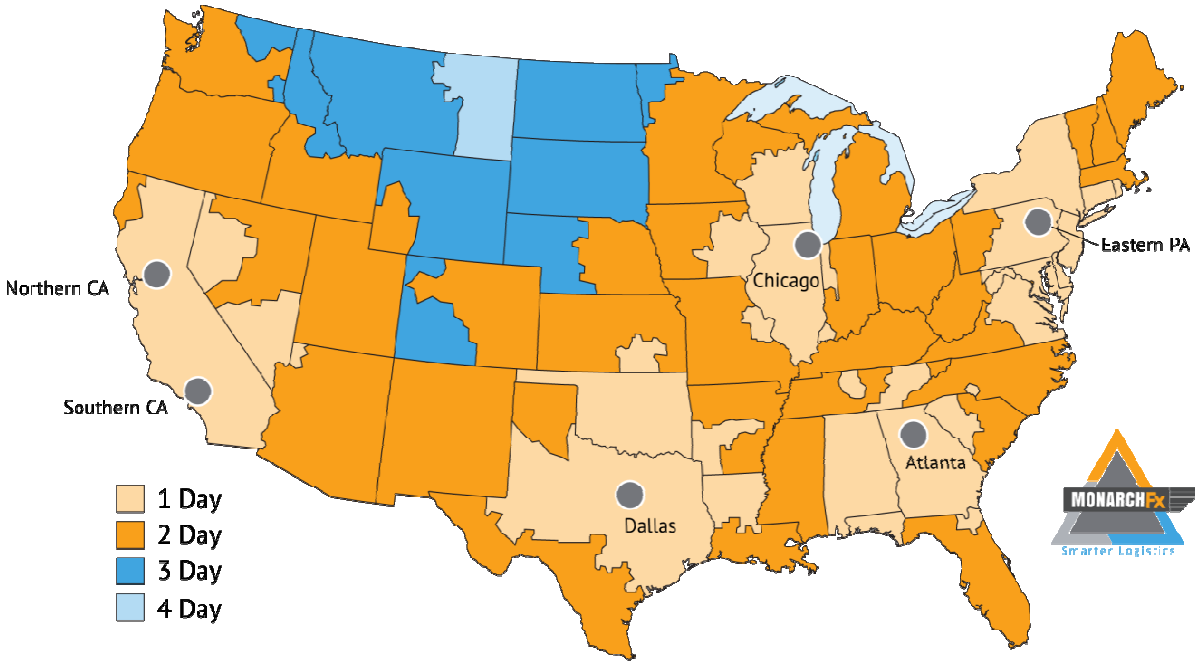 Northern CA
Southern CA
Chicago
Eastern PA
Atlanta
Dallas
1 Day
2 Day
3 Day
4 Day
MONARCHFx
Smarter Logistics